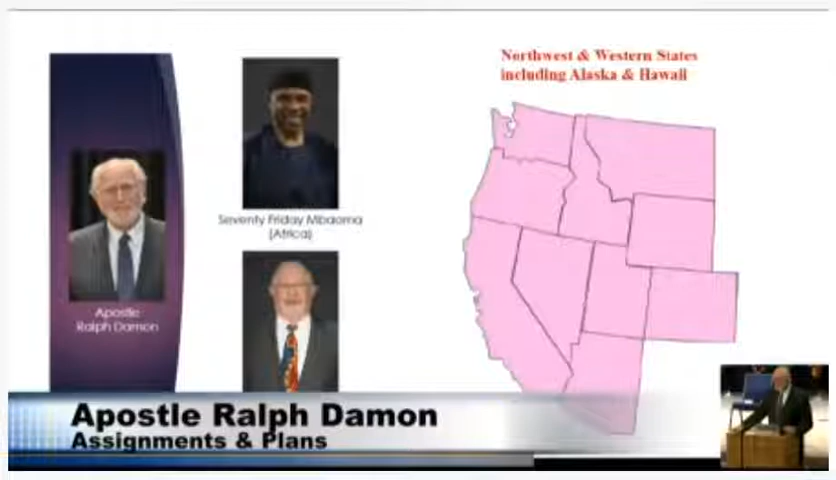 Northwest & Western States
including Alaska & Hawaii
Seventy Friday Mbaoma
(Africa)
Apostle
Ralph Damon
Apostle Ralph Damon
Assignments & Plans